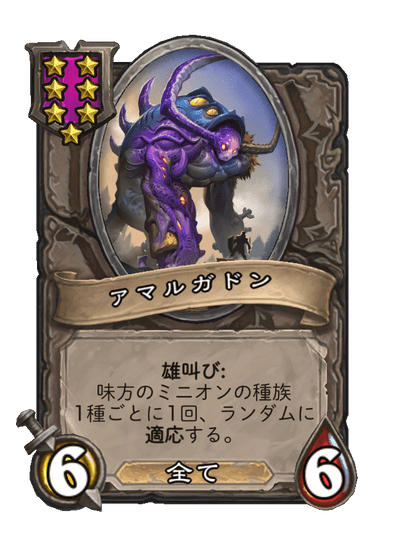 アマルガドン
雄叫び:
味方のミニオンの種族
1種ごとに1回、ランダムに
適応する。
6
全て
6